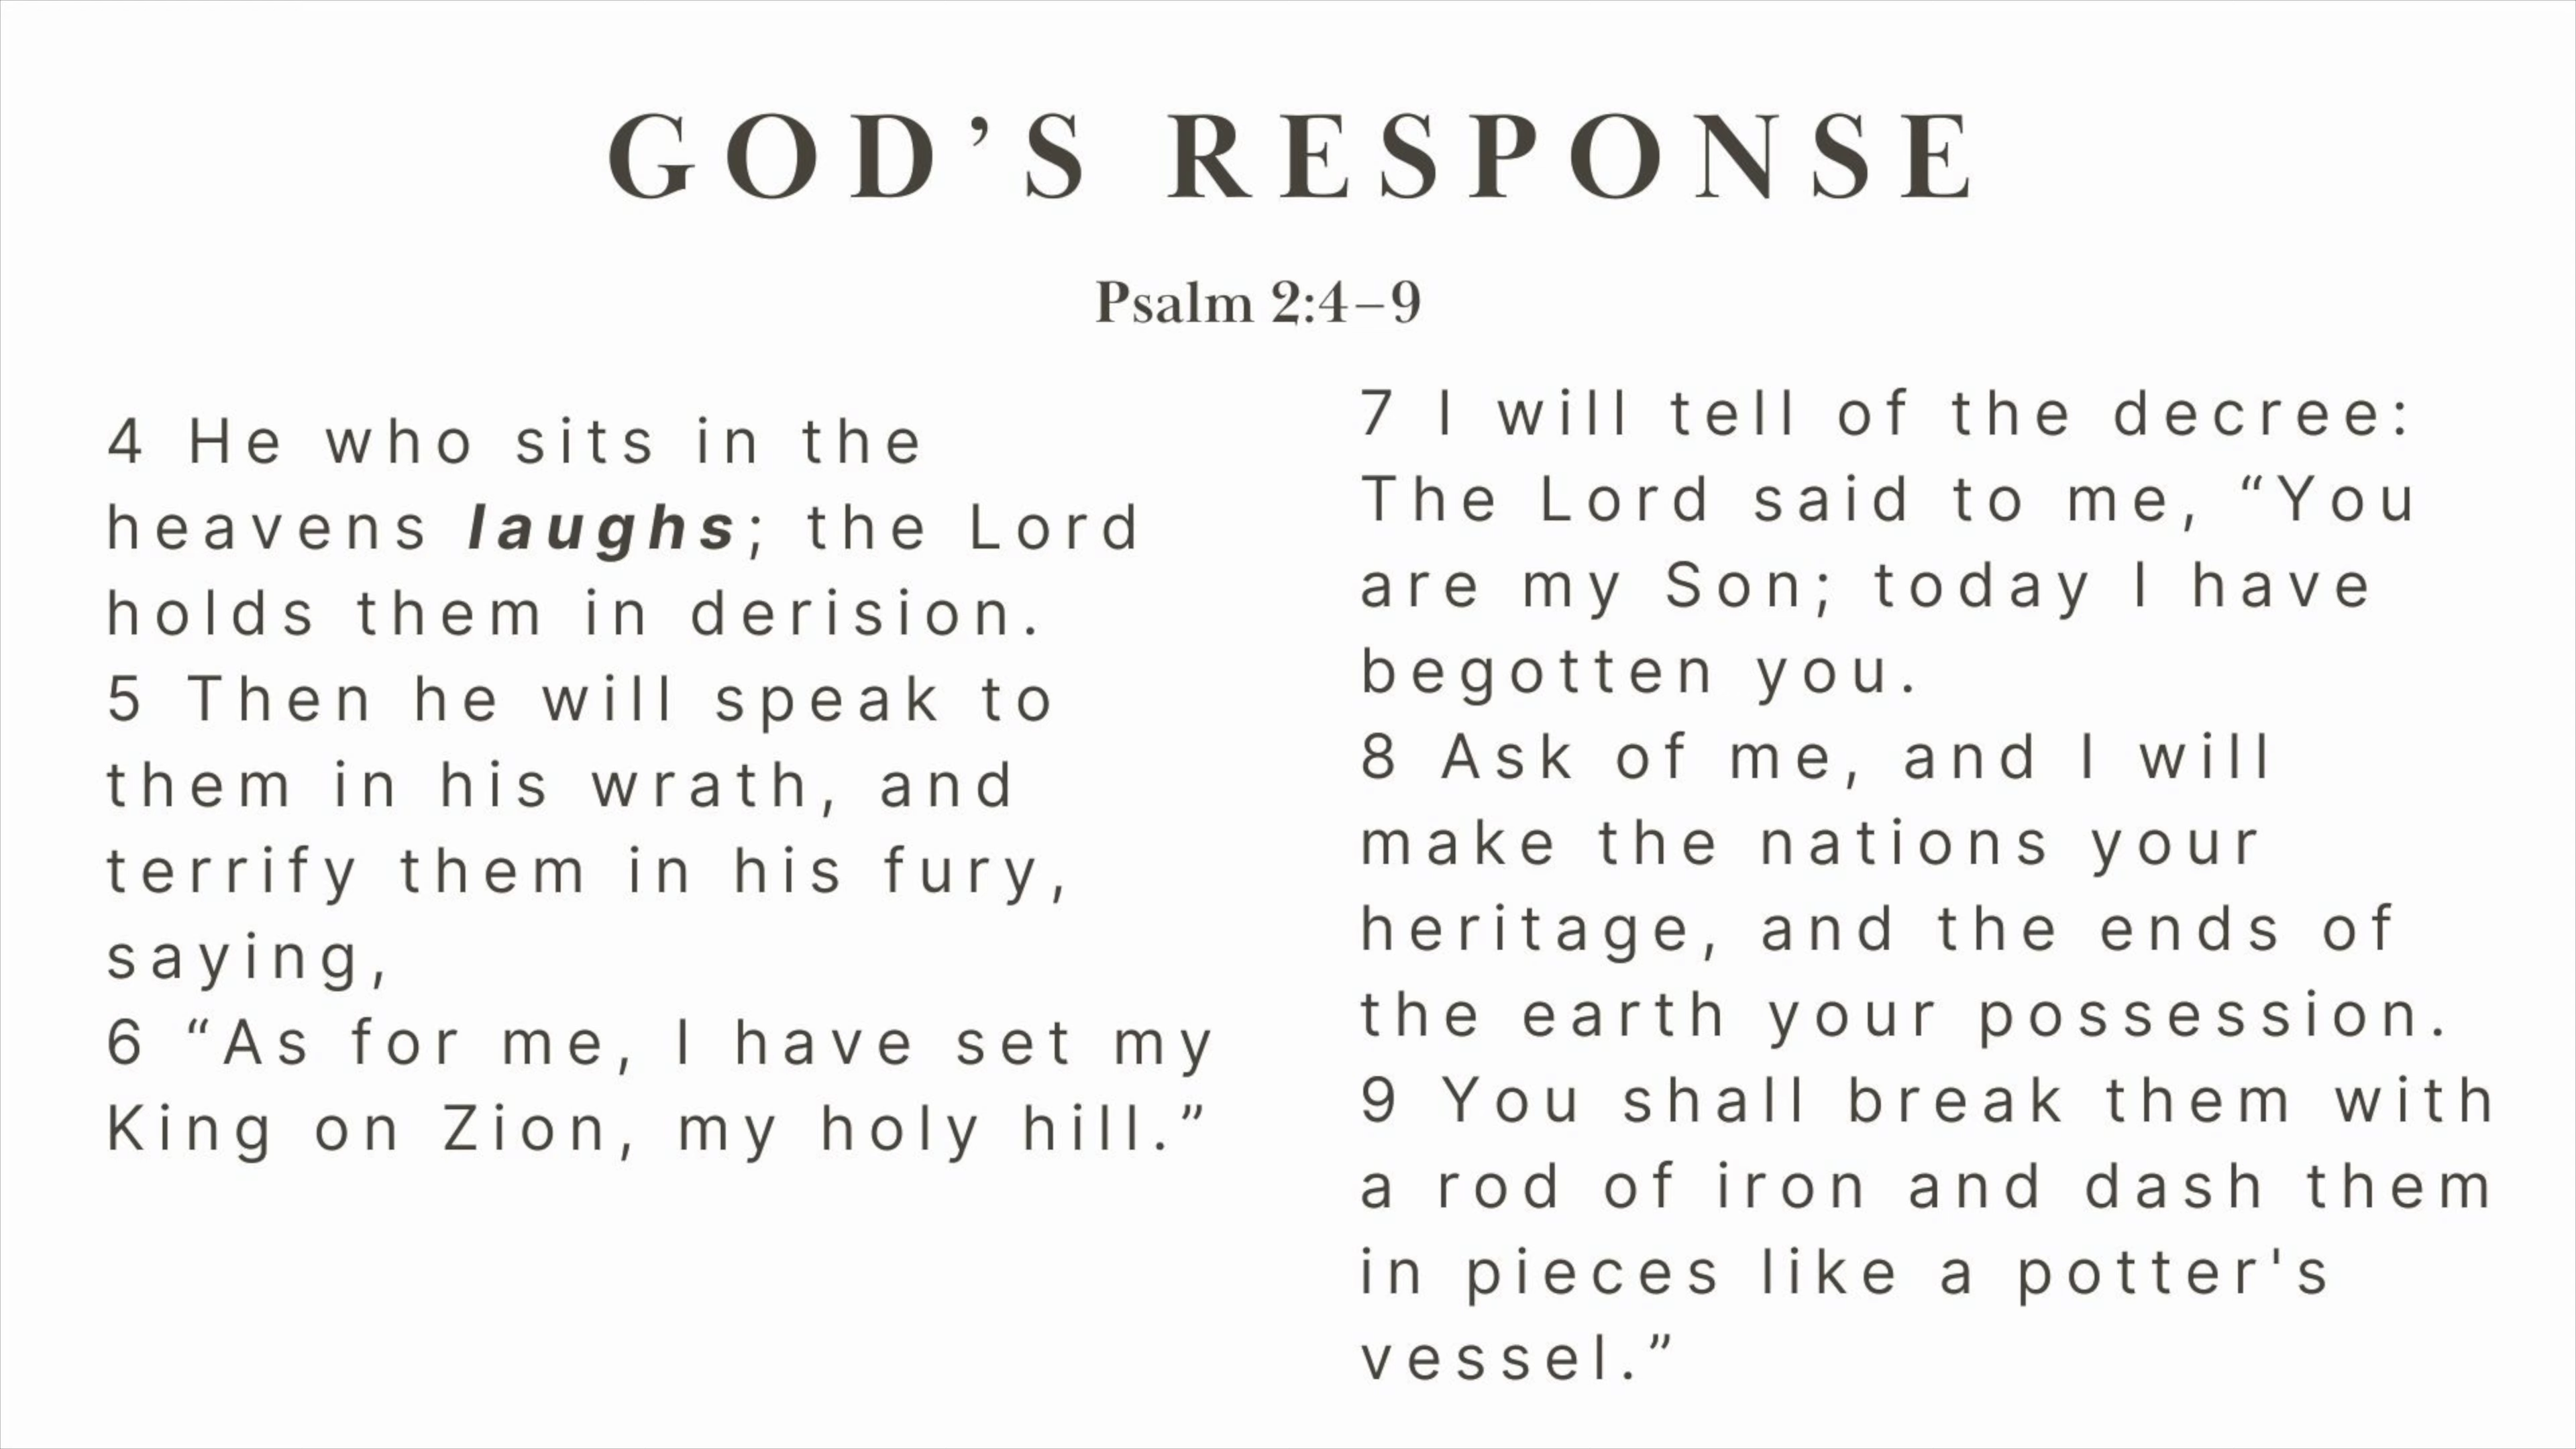 GOD’S RESPONSE
Psalm 2:4–9
4 He who sits in the
heavens laughs; the Lord
holds them in derision.
5 Then he will speak to
them in his wrath, and
terrify them in his fury,
saying,
6 “As for me, I have set my
King on Zion, my holy hill.”
7 I will tell of the decree:
The Lord said to me, “You
are my Son; today I have
begotten you.
8 Ask of me, and I will
make the nations your
heritage, and the ends of
the earth your possession.
9 You shall break them with
a rod of iron and dash them
in pieces like a potter's
vessel.”